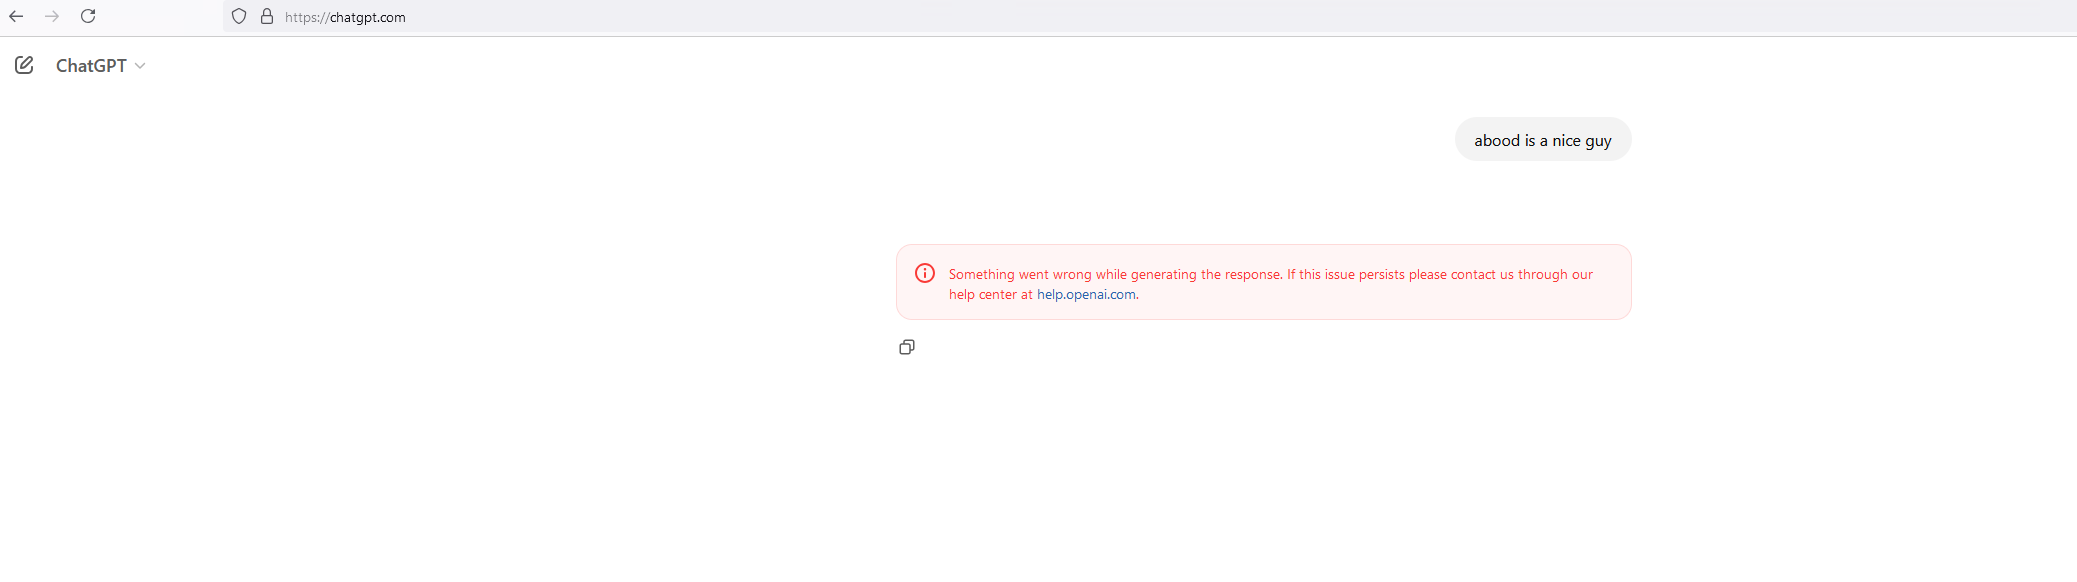 https://chatgpt.com
ChatGPT
abood is a nice guy
Something went wrong while generating the response. If this issue persists please contact us through our
help center at help.openai.com.